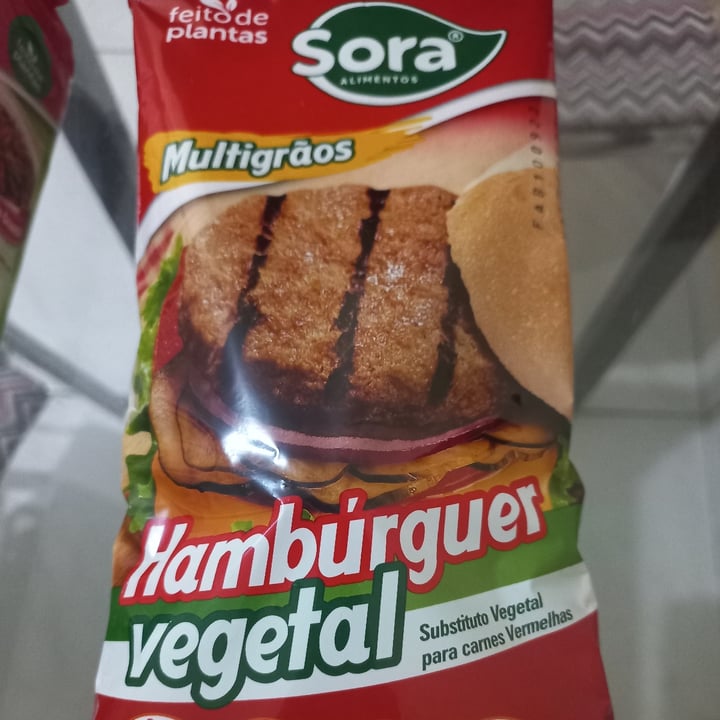 feito de
plantas
Sora®
ALIMENTOS
Multigrãos
Hambúrguer
vegetal
Substituto Vegetal
para carnes Vermelhas